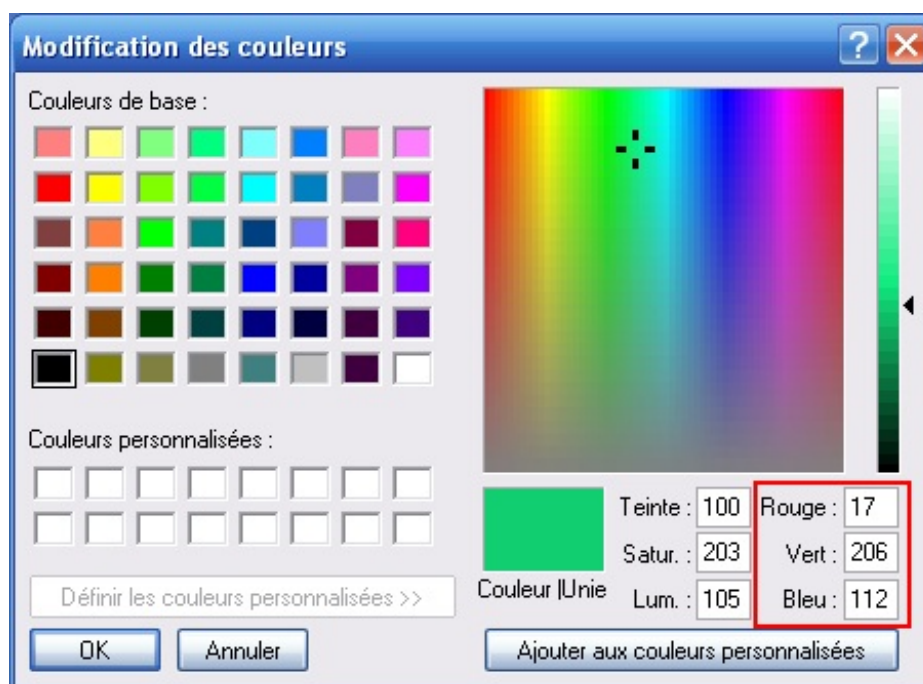 Modification des couleurs
Couleurs de base :
Couleurs personnalisées :
Définir les couleurs personnalisées >>
OK
Annuler
Couleur |Unie
Teinte : 100
Satur. : 203
Lum. : 105
Rouge : 17
Vert : 206
Bleu : 112
Ajouter aux couleurs personnalisées